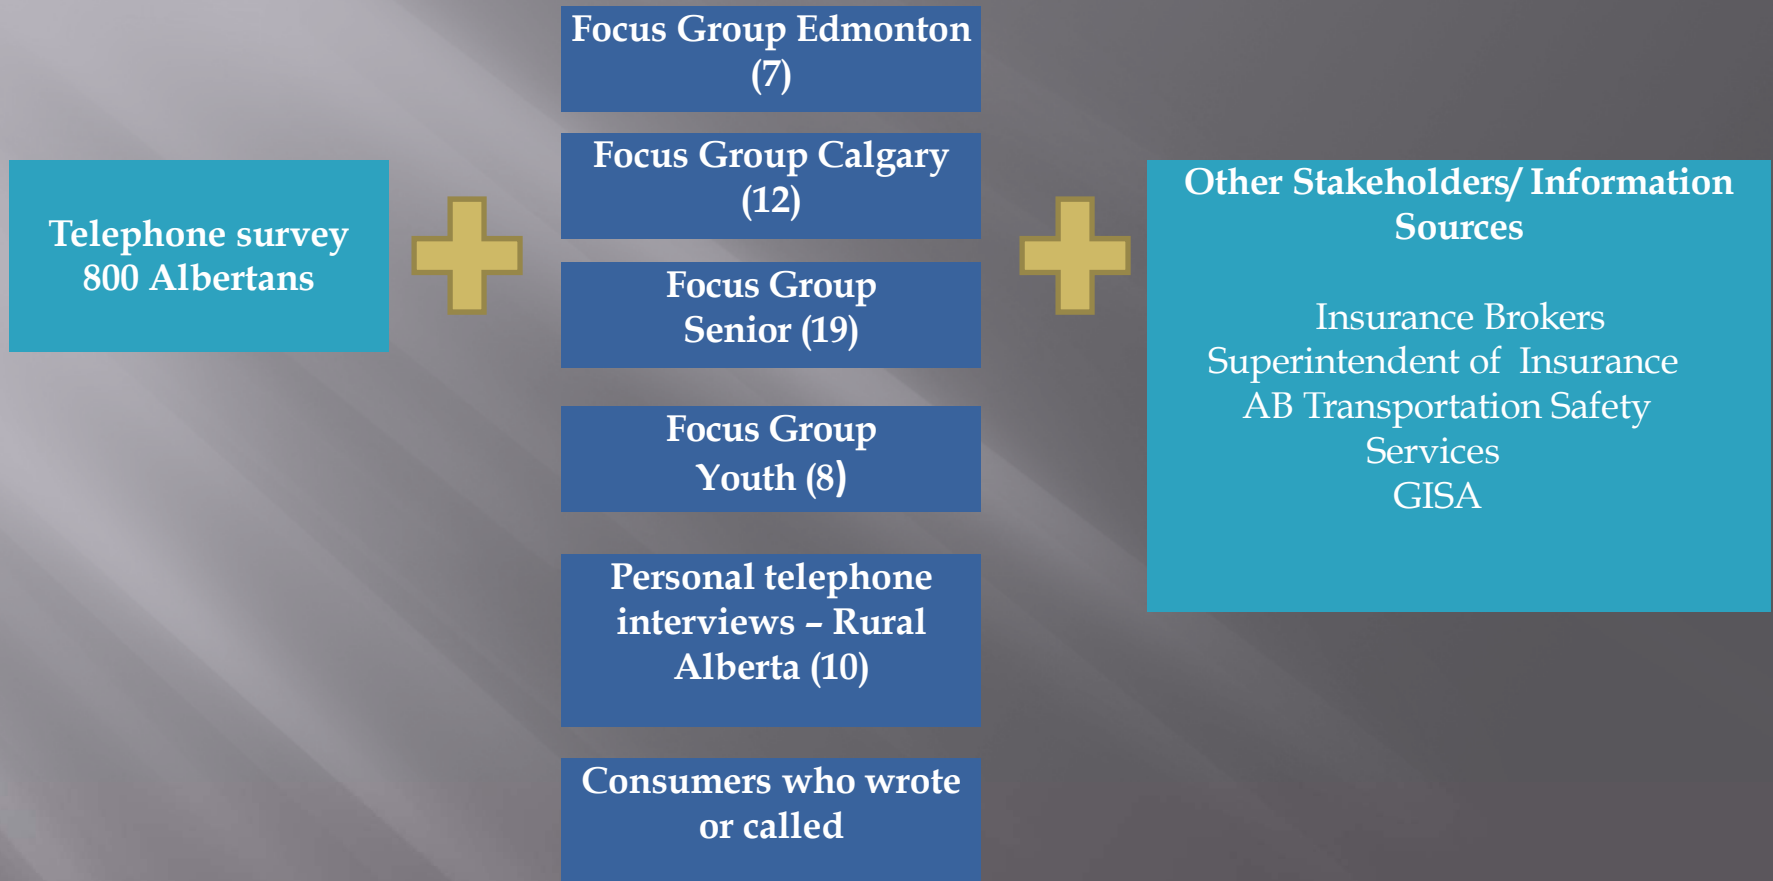 Telephone survey
800 Albertans
Focus Group Edmonton
(7)
Focus Group Calgary
(12)
Focus Group
Senior (19)
Focus Group
Youth (8)
Personal telephone
interviews – Rural
Alberta (10)
Consumers who wrote
or called
Other Stakeholders/ Information
Sources
Insurance Brokers
Superintendent of Insurance
AB Transportation Safety
Services
GISA